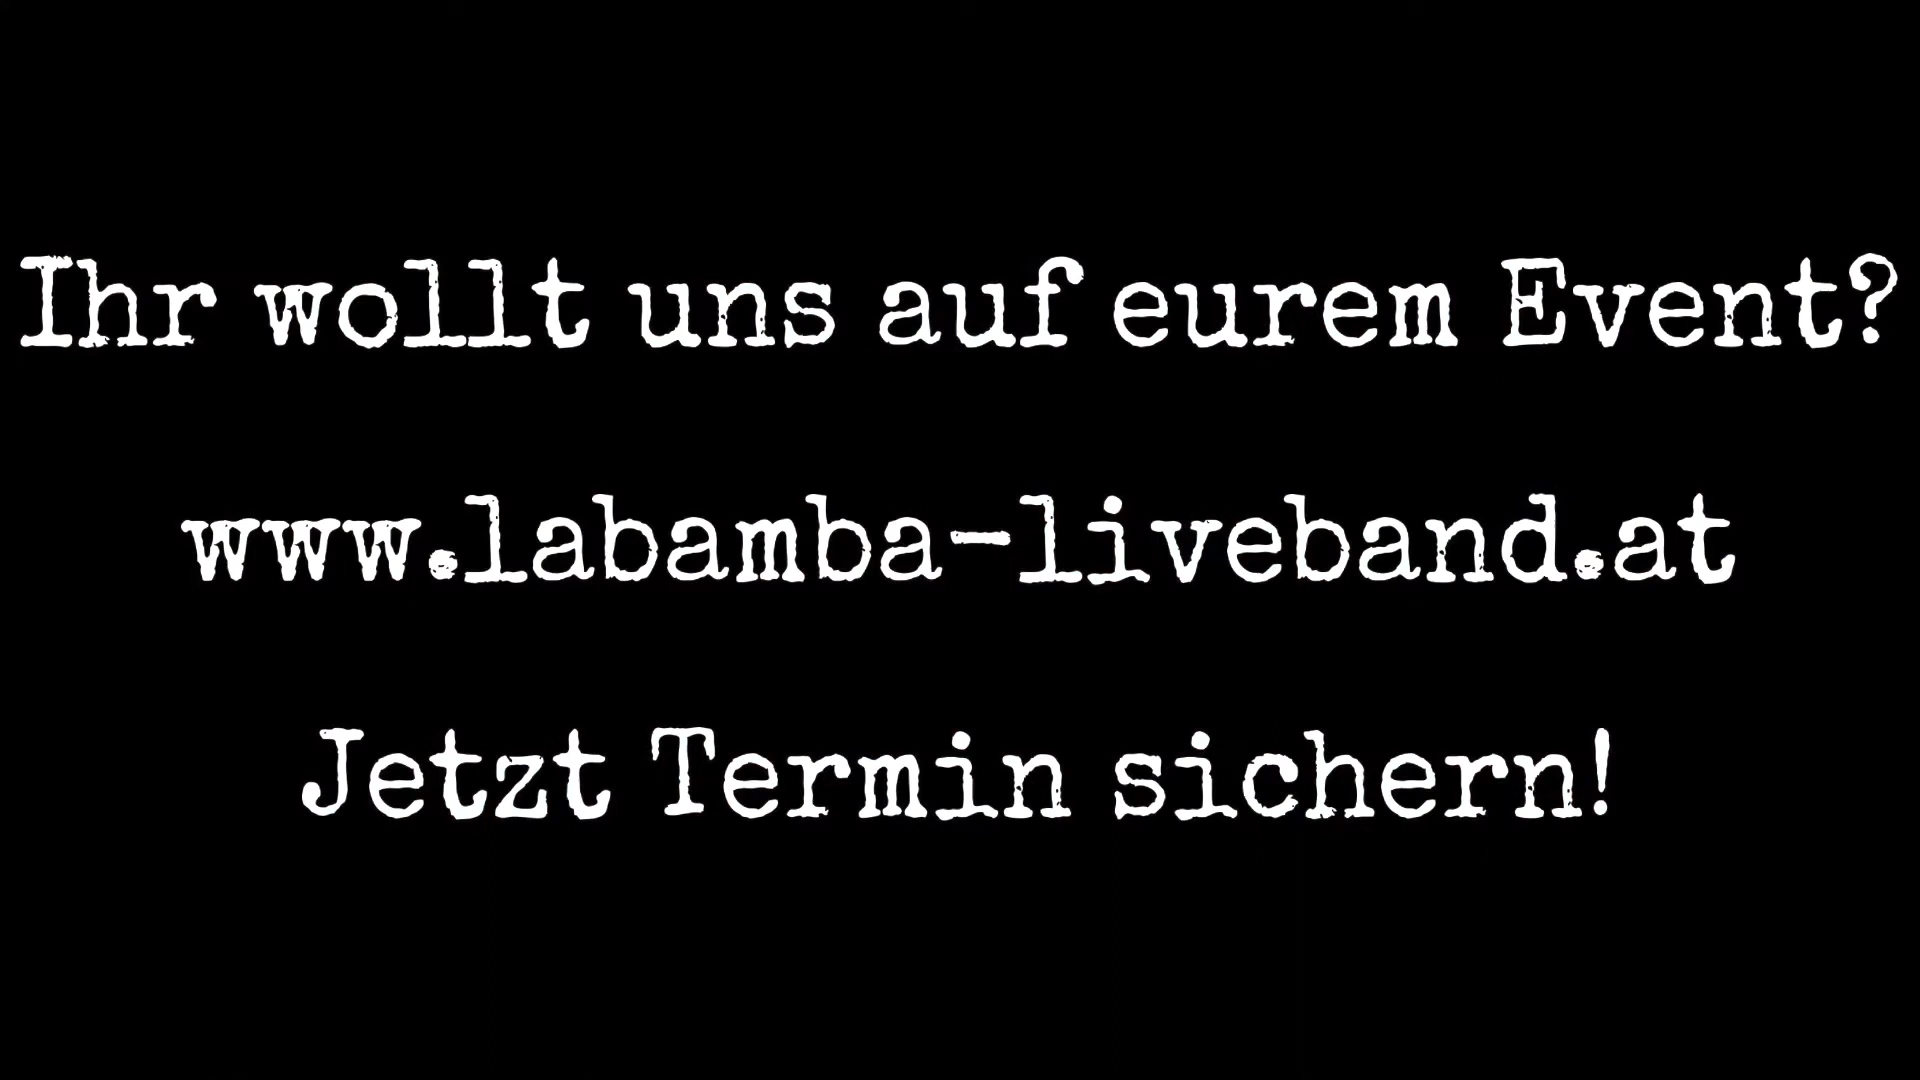 Ihr wollt uns auf eurem Event?
www.labamba-liveband.at
Jetzt Termin sichern!